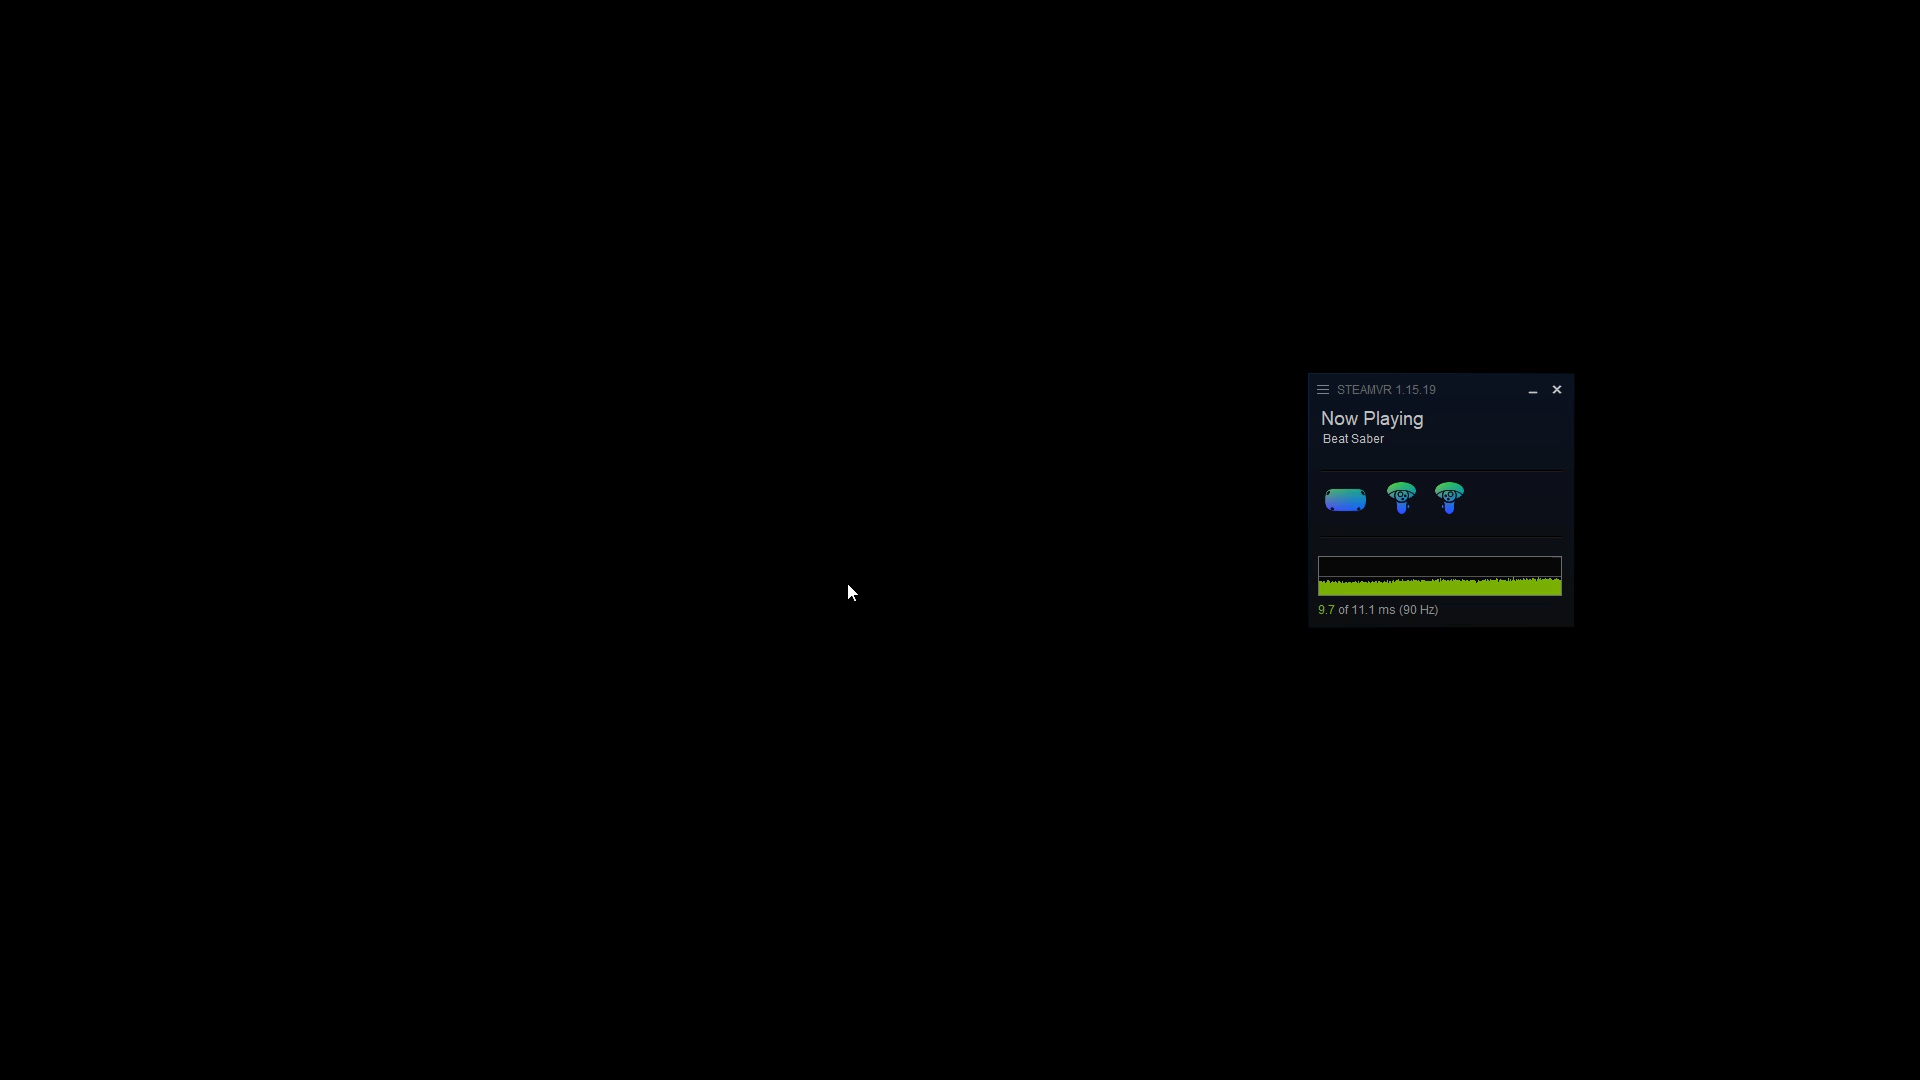 STEAMVR 1.15.19
Now Playing
Beat Saber
9.7 of 11.1 ms (90 Hz)